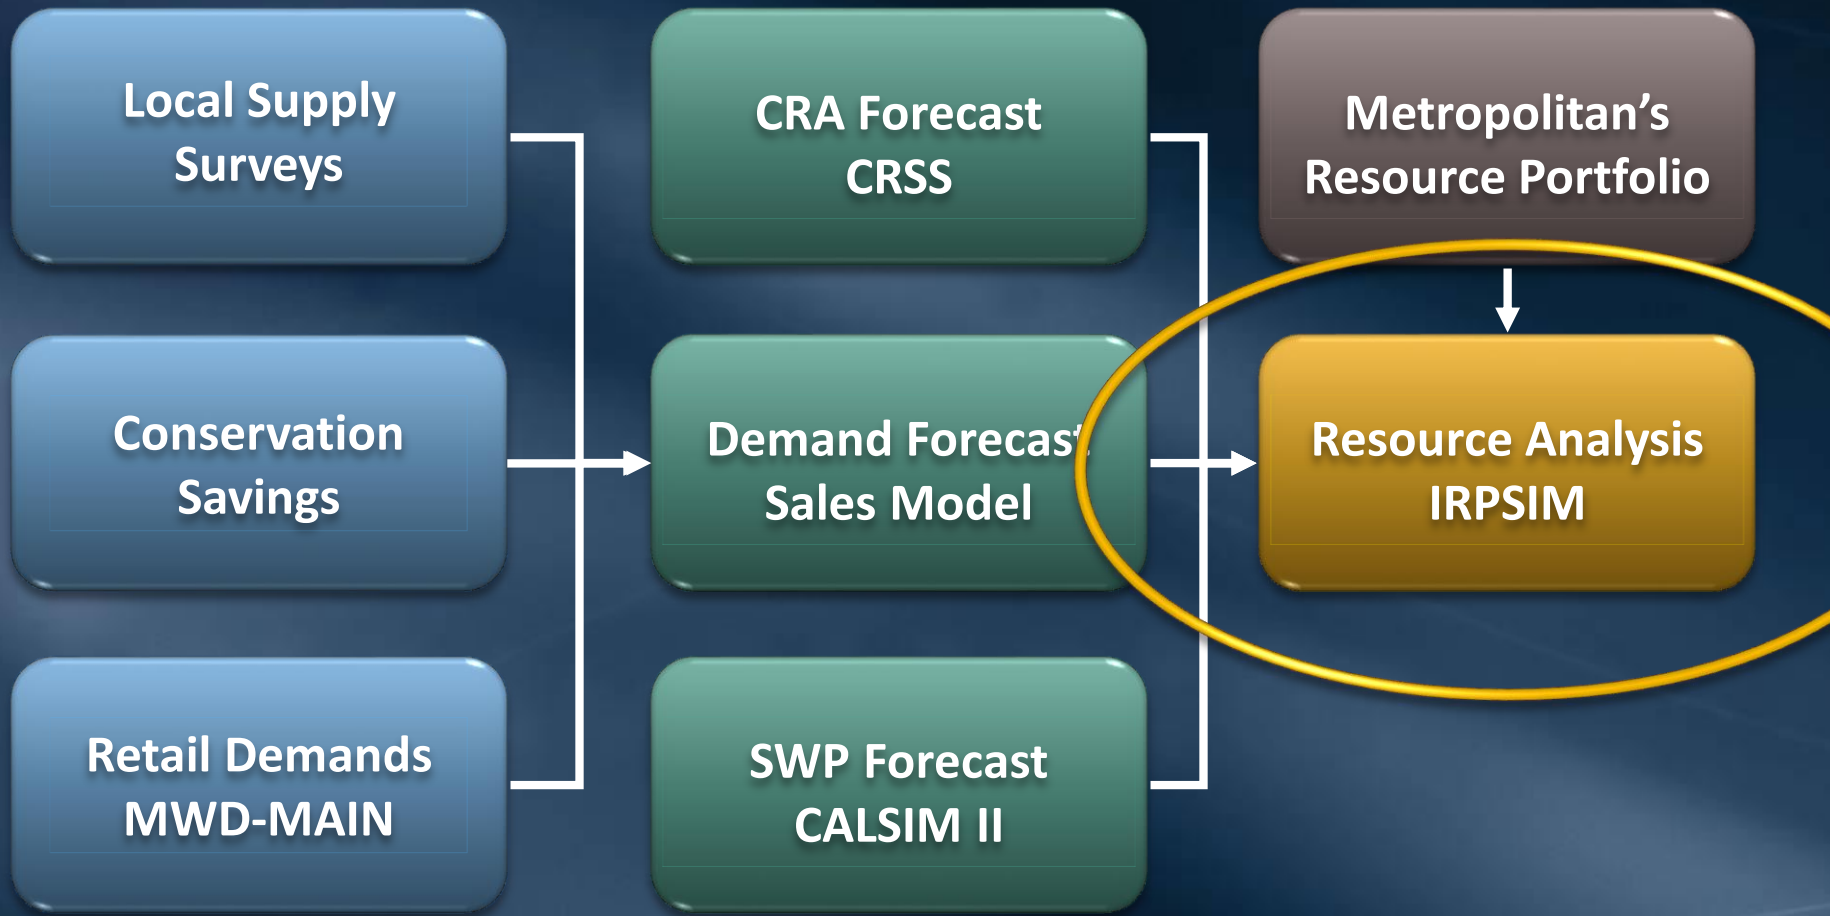 Local Supply
Surveys
CRA Forecast
CRSS
Metropolitan’s
Resource Portfolio
Conservation
Savings
Demand Forecast
Sales Model
Resource Analysis
IRPSIM
Retail Demands
MWD-MAIN
SWP Forecast
CALSIM II